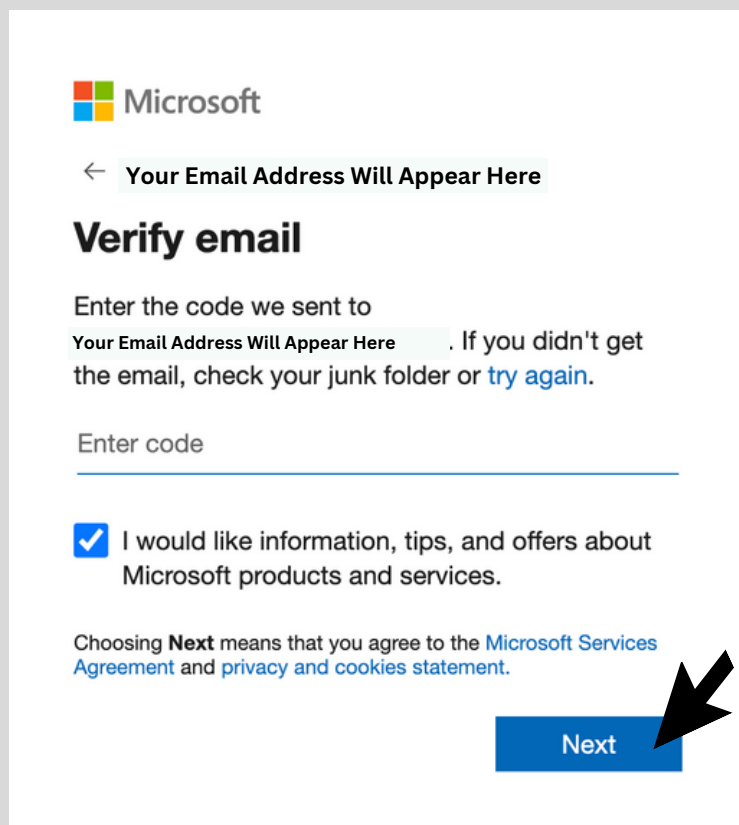 Microsoft
Your Email Address Will Appear Here
Verify email
Enter the code we sent to
Your Email Address Will Appear Here . If you didn't get
the email, check your junk folder or try again.
Enter code
I would like information, tips, and offers about
Microsoft products and services.
Choosing Next means that you agree to the Microsoft Services
Agreement and privacy and cookies statement.
Next